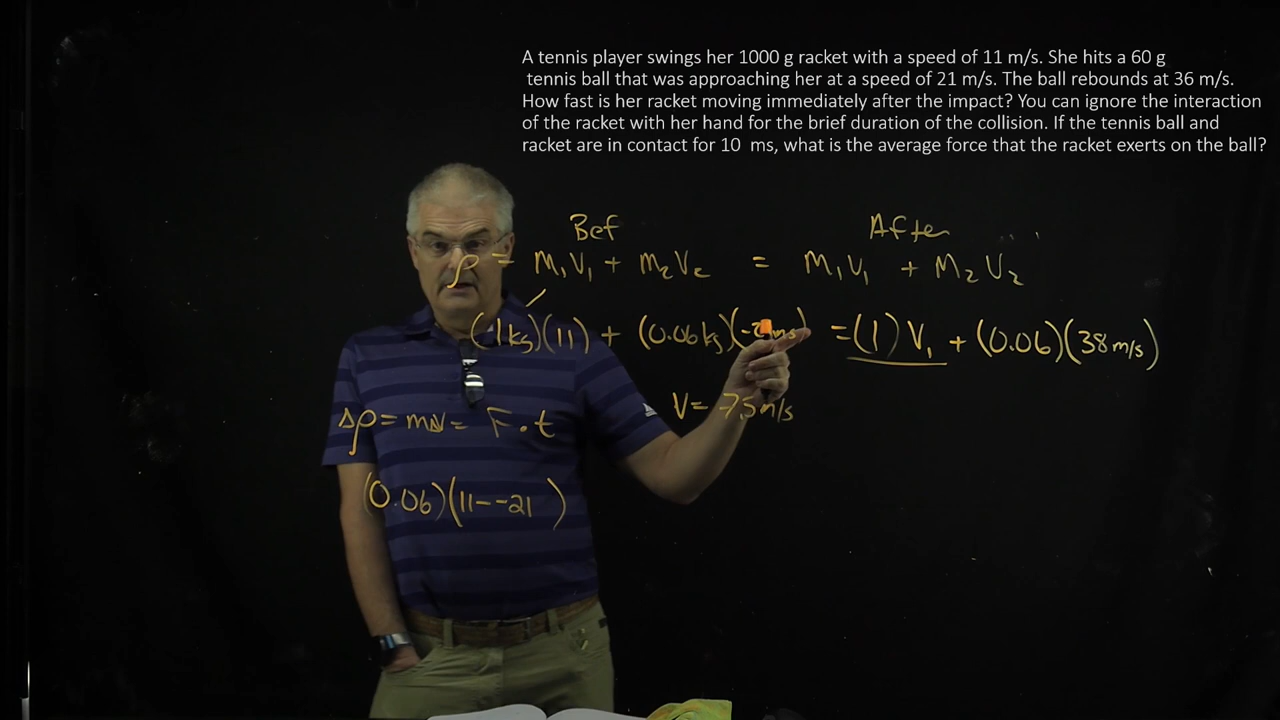 A tennis player swings her 1000 g racket with a speed of 11 m/s. She hits a 60 g
tennis ball that was approaching her at a speed of 21 m/s. The ball rebounds at 36 m/s.
How fast is her racket moving immediately after the impact? You can ignore the interaction
of the racket with her hand for the brief duration of the collision. If the tennis ball and
racket are in contact for 10 ms, what is the average force that the racket exerts on the ball?
Bef After
ρ = m₁v₁ + m₂v₂ = m₁v₁ + m₂v₂
(1kg)(11) + (0.06kg)(-2 m/s) = (1)V₁ + (0.06)(38m/s)
V = 7.5m/s
Δρ = mΔv = F·t
(0.06)(11--21)